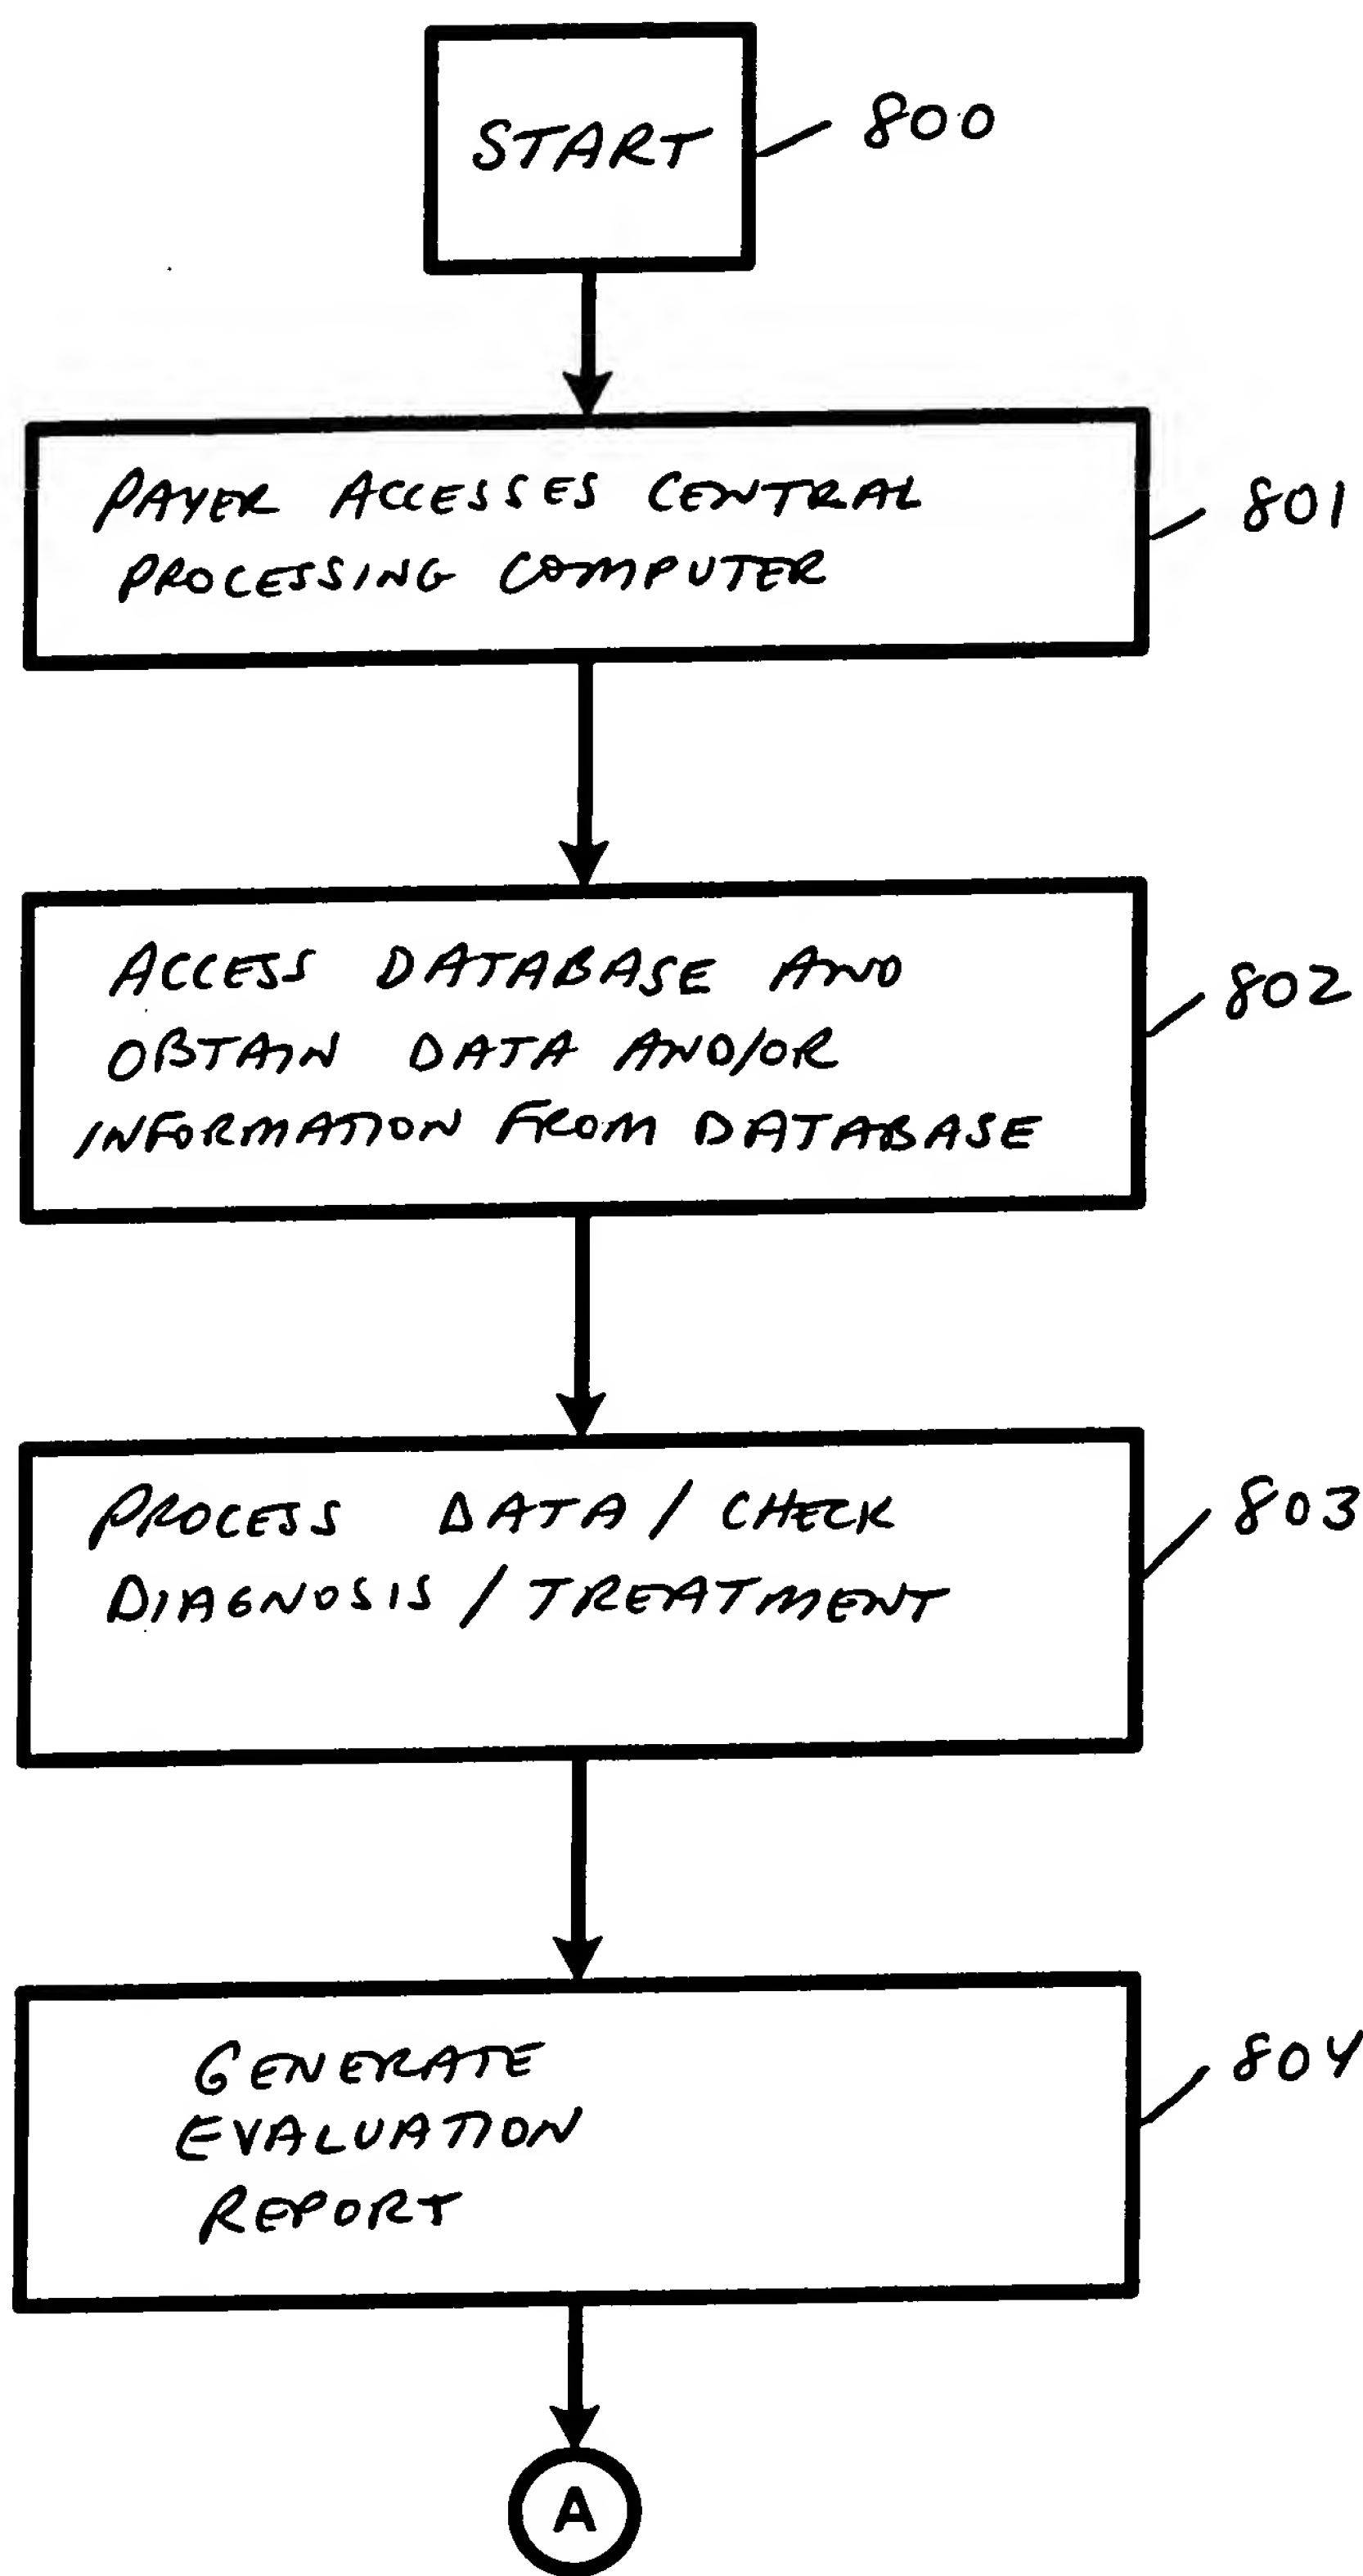 START
800
PAYER ACCESSES CENTRAL
PROCESSING COMPUTER
801
ACCESS DATABASE AND
OBTAIN DATA AND/OR
INFORMATION FROM DATABASE
802
PROCESS DATA / CHECK
DIAGNOSIS / TREATMENT
803
GENERATE
EVALUATION
REPORT
804
A